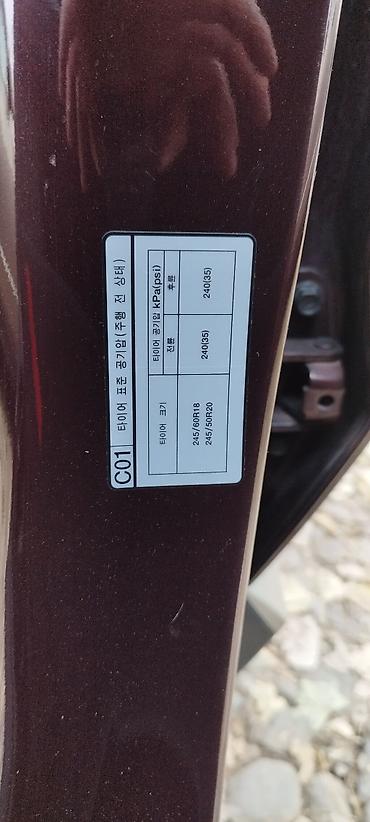 C01 타이어 표준 공기압(주행 전 상태)
타이어 크기 타이어 공기압 kPa(psi)
전륜 후륜
245/60R18 240(35) 240(35)
245/50R20